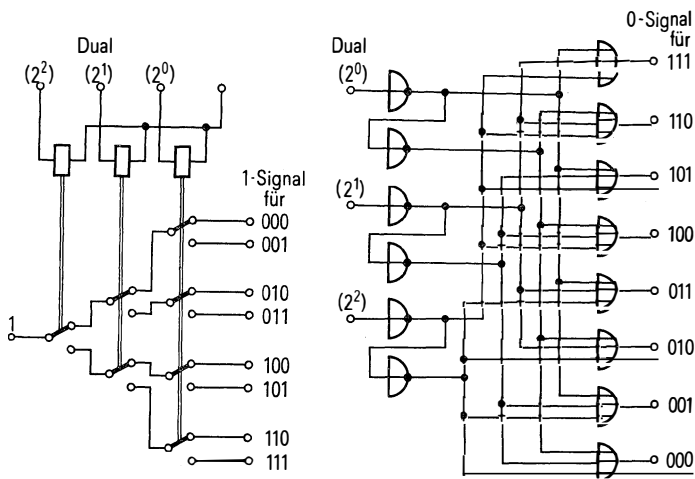 Dual
(2²) (2¹) (2⁰)
1-Signal
für
000
001
010
011
100
101
110
111
1
Dual
(2⁰)
(2¹)
(2²)
0-Signal
für
111
110
101
100
011
010
001
000